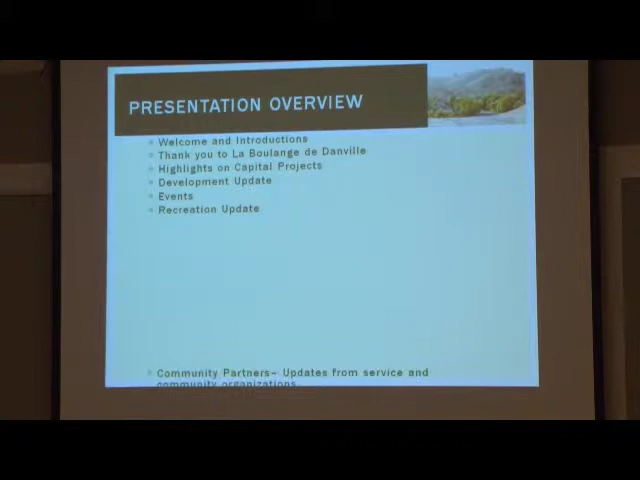 PRESENTATION OVERVIEW
Welcome and Introductions
Thank you to La Boulange de Danville
Highlights on Capital Projects
Development Update
Events
Recreation Update
Community Partners– Updates from service and
community organizations